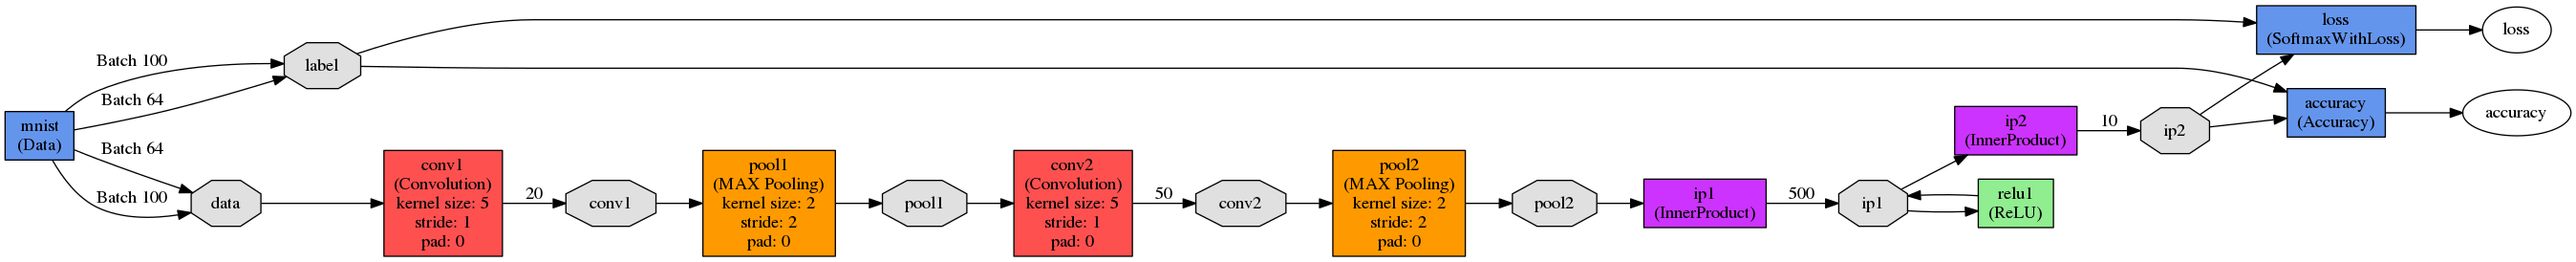 mnist
(Data)
Batch 100
Batch 64
Batch 64
Batch 100
label
data
conv1
(Convolution)
kernel size: 5
stride: 1
pad: 0
20
conv1
pool1
(MAX Pooling)
kernel size: 2
stride: 2
pad: 0
pool1
conv2
(Convolution)
kernel size: 5
stride: 1
pad: 0
50
conv2
pool2
(MAX Pooling)
kernel size: 2
stride: 2
pad: 0
pool2
ip1
(InnerProduct)
500
ip1
relu1
(ReLU)
ip2
(InnerProduct)
10
ip2
loss
(SoftmaxWithLoss)
loss
accuracy
(Accuracy)
accuracy